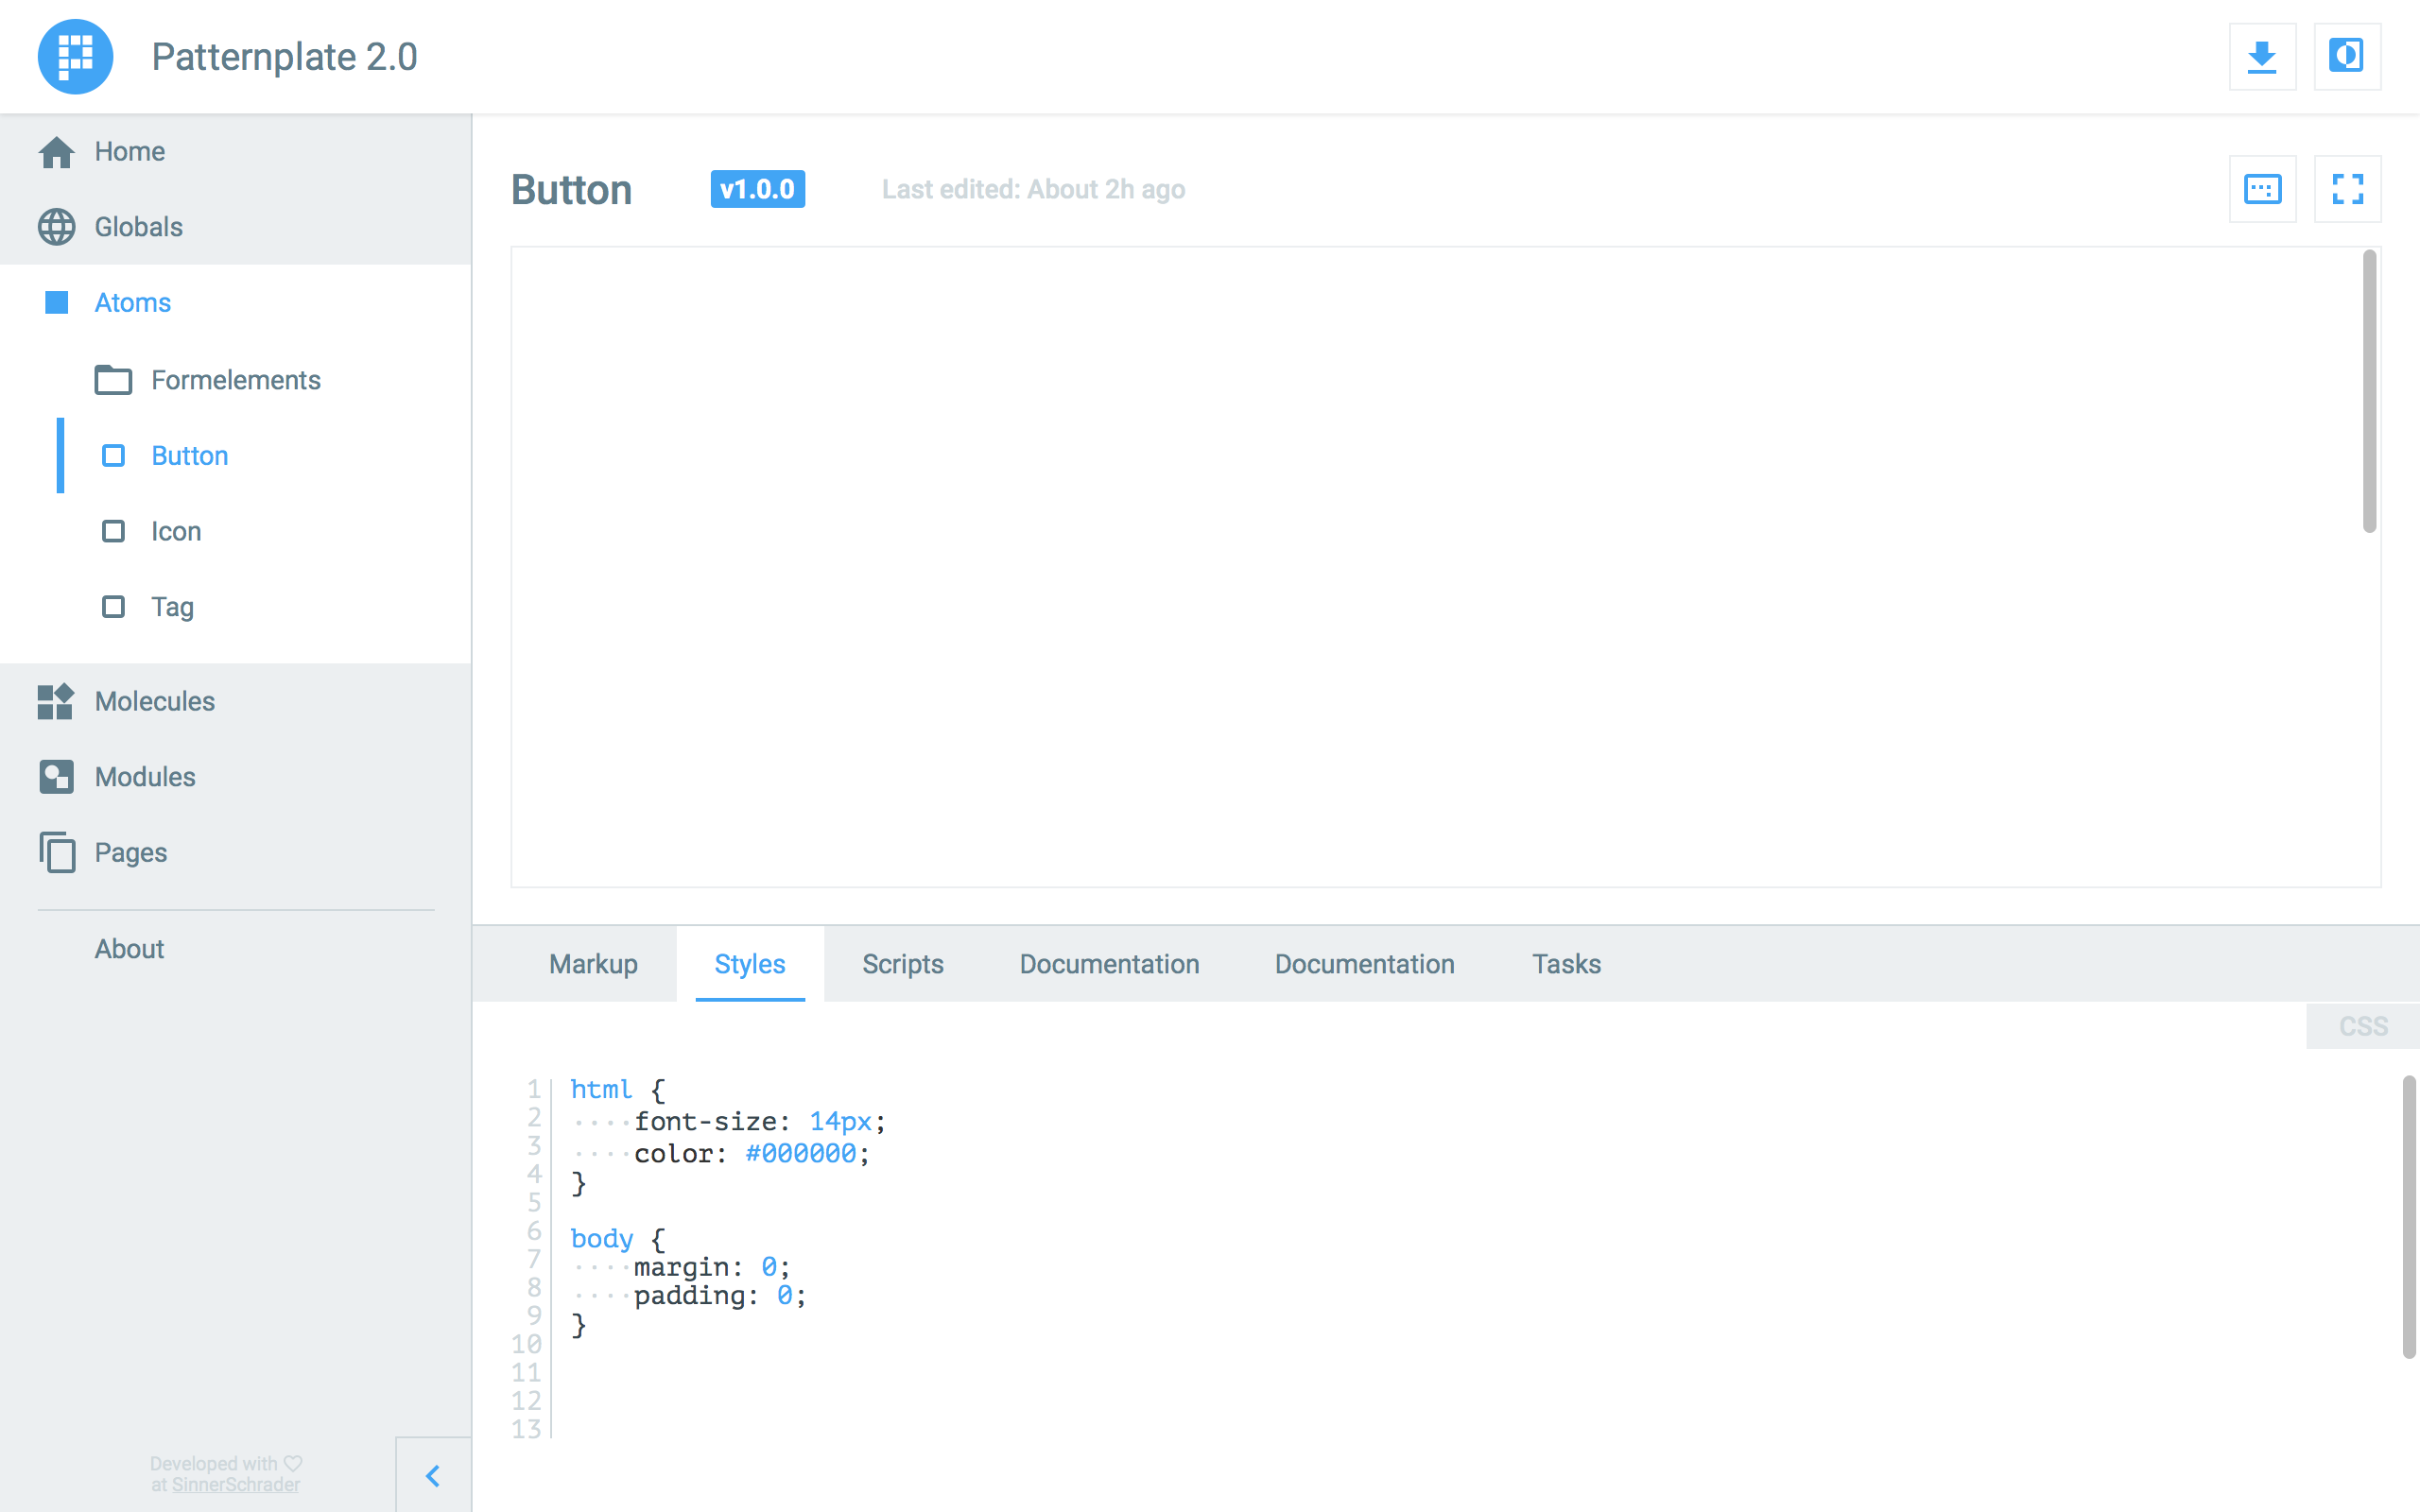 Patternplate 2.0
Home
Globals
Atoms
Formelements
Button
Icon
Tag
Molecules
Modules
Pages
About
Developed with ♡
at SinnerSchrader
Button v1.0.0 Last edited: About 2h ago
Markup Styles Scripts Documentation Documentation Tasks
CSS
1 html {
2 ····font-size: 14px;
3 ····color: #000000;
4 }
5
6 body {
7 ····margin: 0;
8 ····padding: 0;
9 }
10
11
12
13